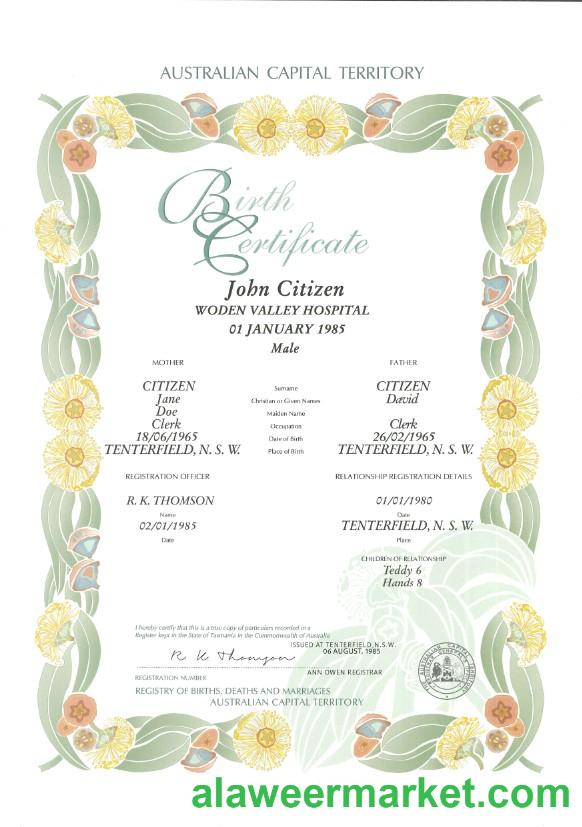 AUSTRALIAN CAPITAL TERRITORY
Birth
Certificate
John Citizen
WODEN VALLEY HOSPITAL
01 JANUARY 1985
Male
MOTHER FATHER
CITIZEN Surname CITIZEN
Jane Christian or Given Names David
Doe Maiden Name
Clerk Occupation Clerk
18/06/1965 Date of Birth 26/02/1965
TENTERFIELD, N. S. W. Place of Birth TENTERFIELD, N. S. W.
REGISTRATION OFFICER RELATIONSHIP REGISTRATION DETAILS
R. K. THOMSON 01/01/1980
Name Date
02/01/1985 TENTERFIELD, N. S. W.
Date Place
CHILDREN OF RELATIONSHIP
Teddy 6
Hands 8
I hereby certify that this is a true copy of particulars recorded in a
Register kept in the State of Tasmania in the Commonwealth of Australia
ISSUED AT TENTERFIELD,N.S.W.
06 AUGUST, 1985
R K Thomson
ANN OWEN REGISTRAR
REGISTRATION NUMBER
REGISTRY OF BIRTHS, DEATHS AND MARRIAGES
AUSTRALIAN CAPITAL TERRITORY
alaweermarket.com